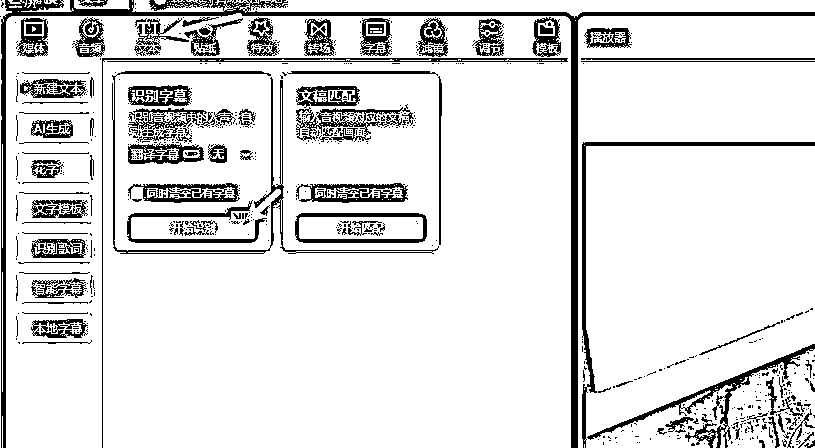 媒体 音频 文本 贴纸 特效 转场 字幕 滤镜 调节 模板
播放器
新建文本
AI生成
花字
文字模板
识别歌词
智能字幕
本地字幕
识别字幕
识别音视频中的人声,自
动生成字幕。
翻译字幕 无
同时清空已有字幕
VIP
开始识别
文稿匹配
输入音视频对应的文稿,
自动匹配画面。
同时清空已有字幕
开始匹配